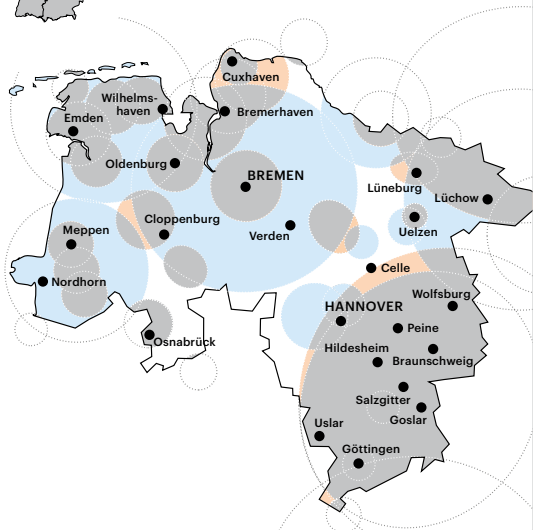 Cuxhaven
Wilhelms-
haven
Bremerhaven
Emden
Oldenburg
BREMEN
Lüneburg
Lüchow
Cloppenburg
Uelzen
Meppen
Verden
Celle
Nordhorn
Wolfsburg
HANNOVER
Peine
Osnabrück
Hildesheim
Braunschweig
Salzgitter
Goslar
Uslar
Göttingen